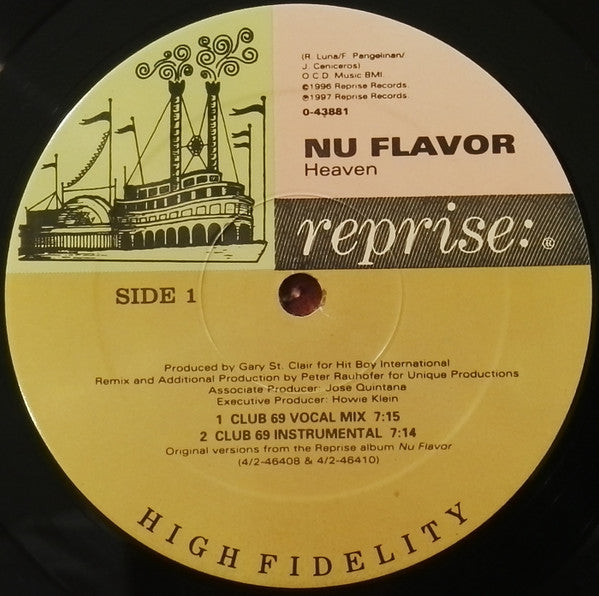 (R. Luna/F. Pangelinan/
J. Ceniceros)
O.C.D. Music BMI
©1996 Reprise Records.
℗1997 Reprise Records.
0-43881
NU FLAVOR
Heaven
reprise:®
SIDE 1
Produced by Gary St. Clair for Hit Boy International
Remix and Additional Production by Peter Rauhofer for Unique Productions
Associate Producer: José Quintana
Executive Producer: Howie Klein
1 CLUB 69 VOCAL MIX 7:15
2 CLUB 69 INSTRUMENTAL 7:14
Original versions from the Reprise album Nu Flavor
(4/2-46408 & 4/2-46410)
HIGH FIDELITY